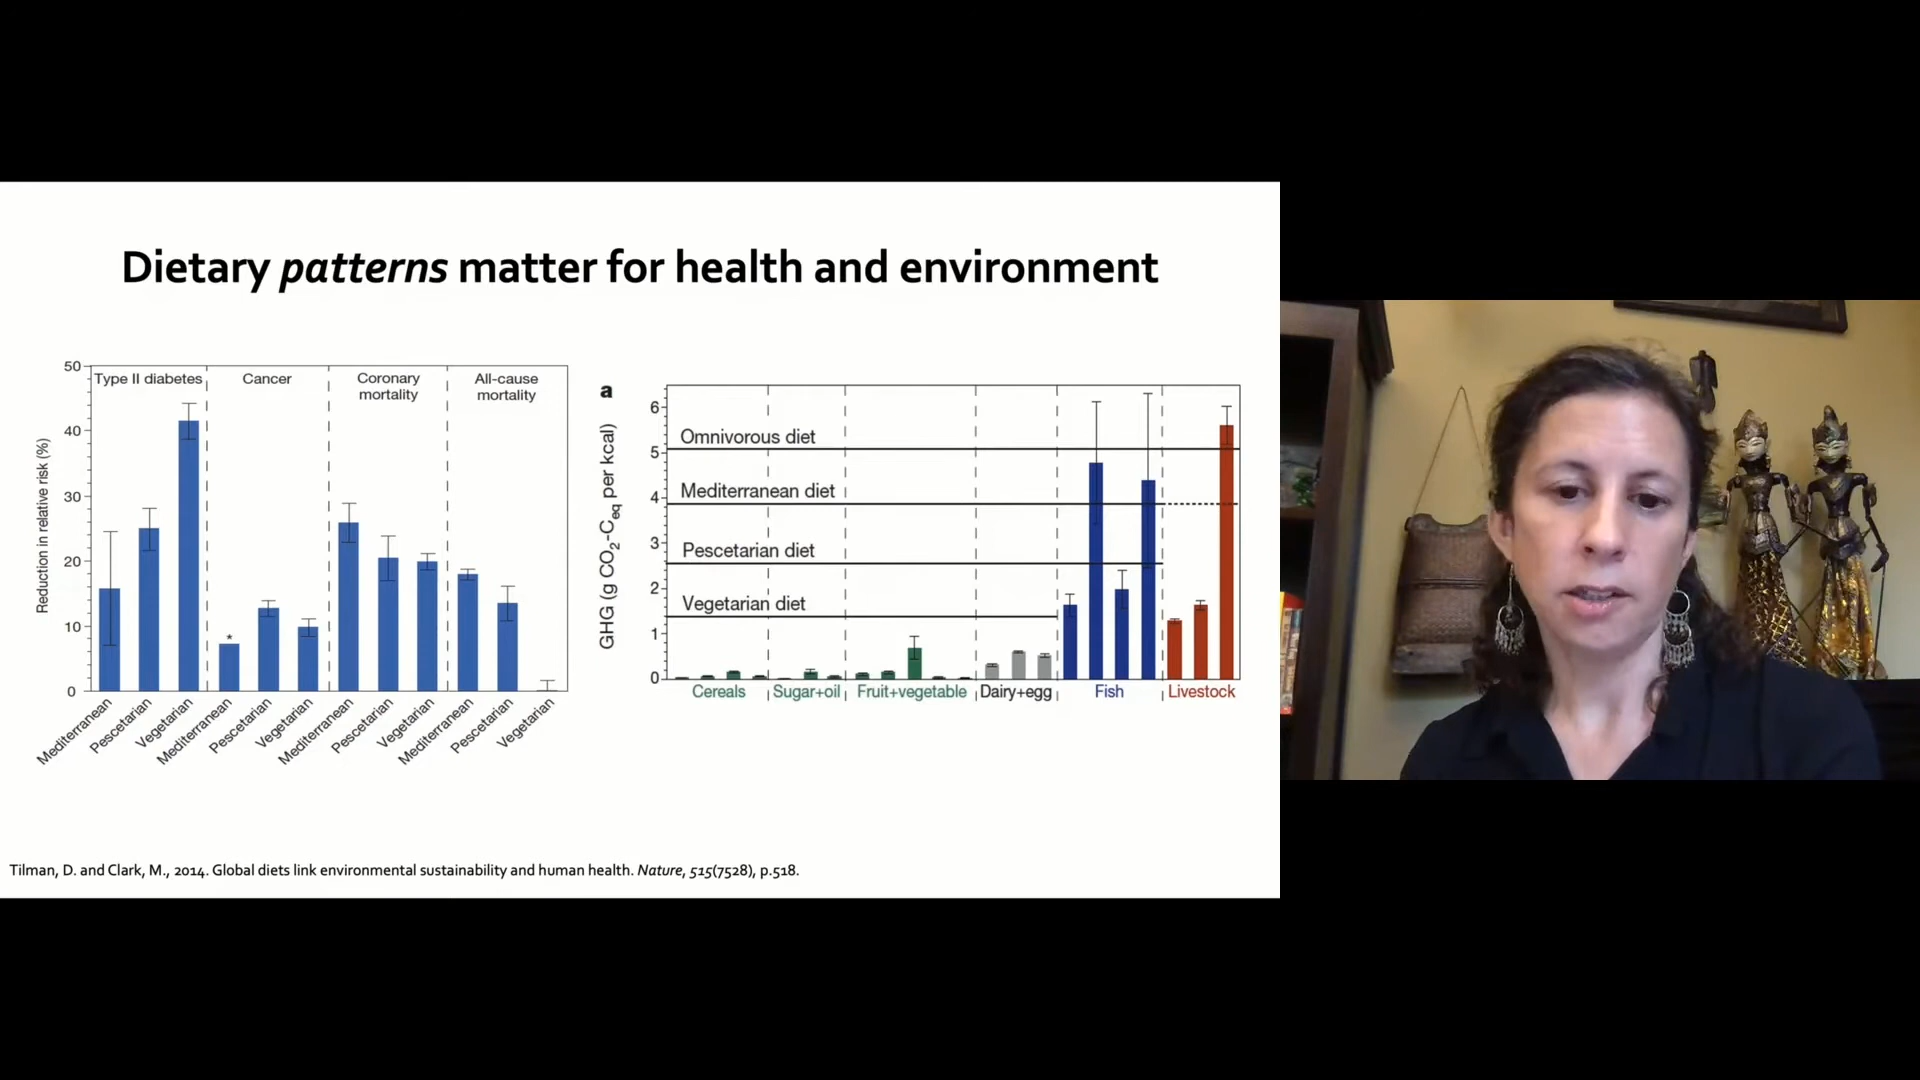 Dietary patterns matter for health and environment
50
40
30
20
10
0
Reduction in relative risk (%)
Type II diabetes
Cancer
Coronary
mortality
All-cause
mortality
*
Mediterranean
Pescetarian
Vegetarian
Mediterranean
Pescetarian
Vegetarian
Mediterranean
Pescetarian
Vegetarian
Mediterranean
Pescetarian
Vegetarian
a
6
5
4
3
2
1
0
GHG (g CO2-Ceq per kcal)
Omnivorous diet
Mediterranean diet
Pescetarian diet
Vegetarian diet
Cereals
Sugar+oil
Fruit+vegetable
Dairy+egg
Fish
Livestock
Tilman, D. and Clark, M., 2014. Global diets link environmental sustainability and human health. Nature, 515(7528), p.518.